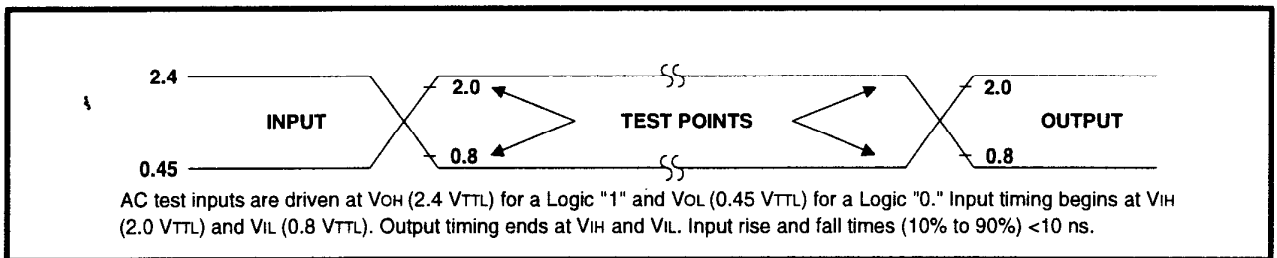 2.4
2.0
2.0
INPUT
TEST POINTS
OUTPUT
0.8
0.8
0.45
AC test inputs are driven at VOH (2.4 VTTL) for a Logic "1" and VOL (0.45 VTTL) for a Logic "0." Input timing begins at VIH
(2.0 VTTL) and VIL (0.8 VTTL). Output timing ends at VIH and VIL. Input rise and fall times (10% to 90%) <10 ns.